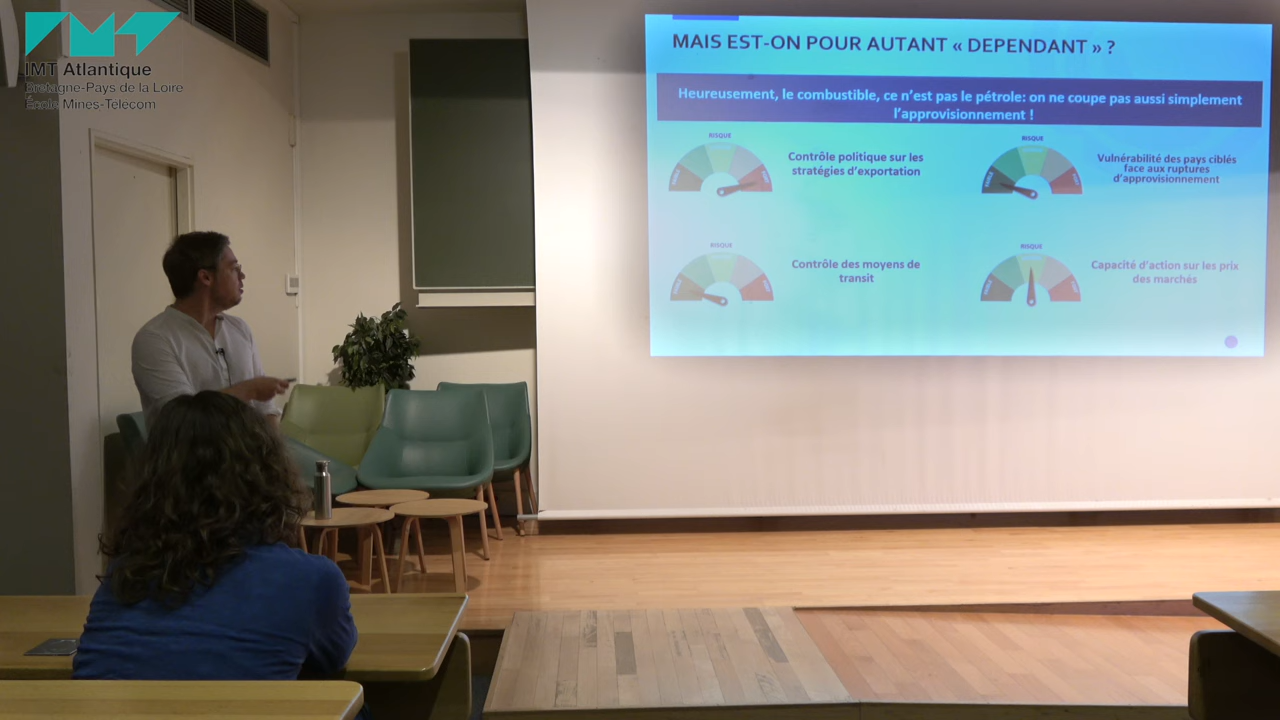 IMT Atlantique
Bretagne-Pays de la Loire
École Mines-Télécom
MAIS EST-ON POUR AUTANT « DEPENDANT » ?
Heureusement, le combustible, ce n'est pas le pétrole: on ne coupe pas aussi simplement
l'approvisionnement !
RISQUE
Contrôle politique sur les
stratégies d'exportation
RISQUE
Vulnérabilité des pays ciblés
face aux ruptures
d'approvisionnement
RISQUE
Contrôle des moyens de
transit
RISQUE
Capacité d'action sur les prix
des marchés